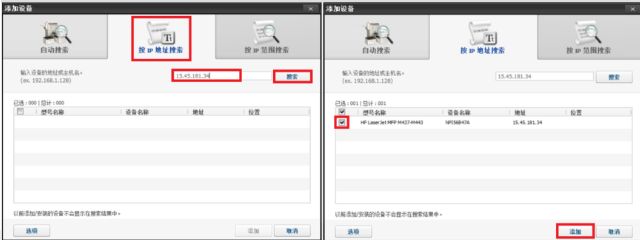 添加设备
自动搜索
按 IP 地址搜索
按 IP 范围搜索
输入设备的地址或主机名。
(ex. 192.168.1.128)
15.45.181.34
搜索
已选 : 000 | 总计 : 000
型号名称 设备名称 地址 位置
以前添加/安装的设备不会显示在搜索结果中。
选项 添加 取消
添加设备
自动搜索
按 IP 地址搜索
按 IP 范围搜索
输入设备的地址或主机名。
(ex. 192.168.1.128)
15.45.181.34
搜索
已选 : 001 | 总计 : 001
型号名称 设备名称 地址 位置
HP LaserJet MFP M437-M443 15.45.181.34
以前添加/安装的设备不会显示在搜索结果中。
选项 添加 取消